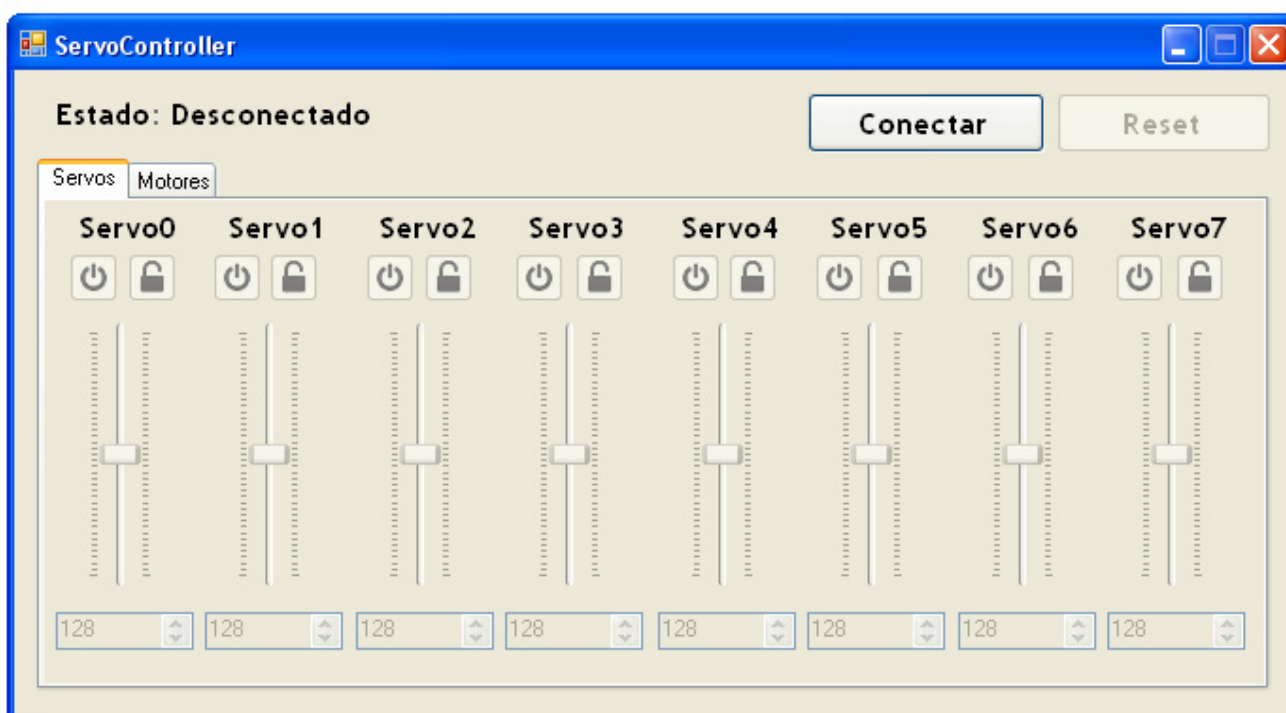 ServoController
Estado: Desconectado
Conectar
Reset
Servos Motores
Servo0 Servo1 Servo2 Servo3 Servo4 Servo5 Servo6 Servo7
128 128 128 128 128 128 128 128